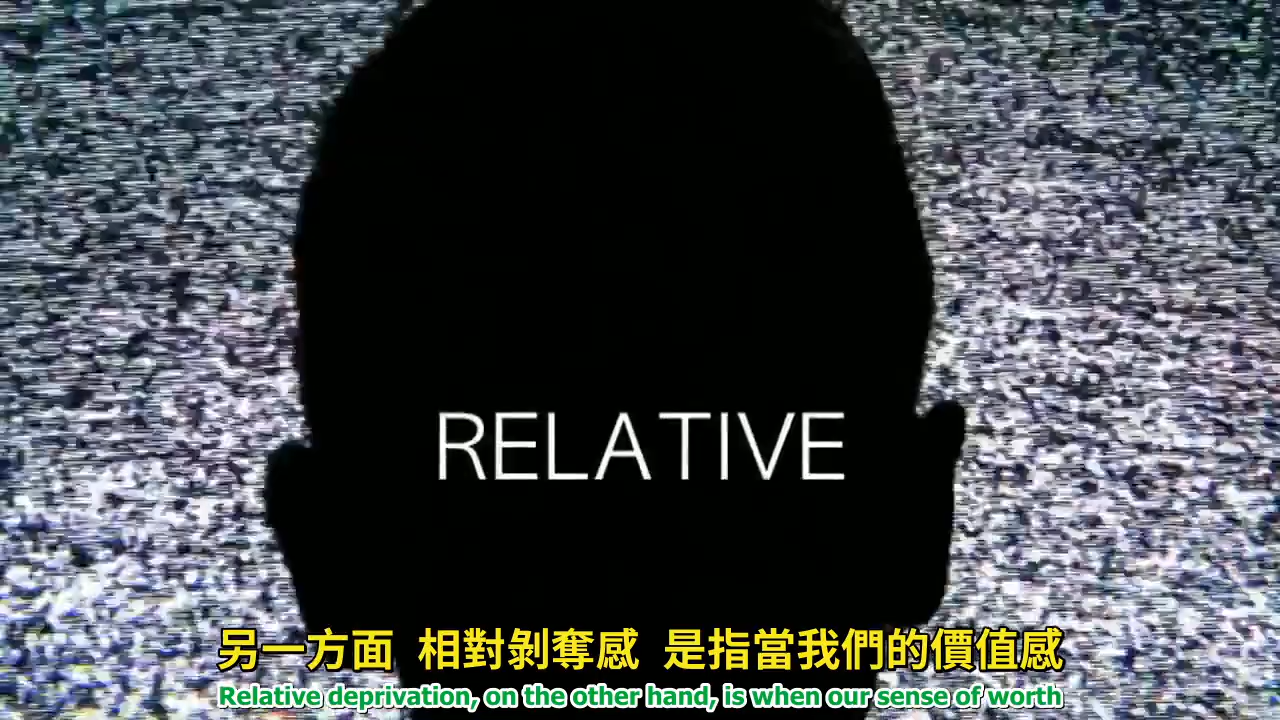 RELATIVE
另一方面 相對剝奪感 是指當我們的價值感
Relative deprivation, on the other hand, is when our sense of worth